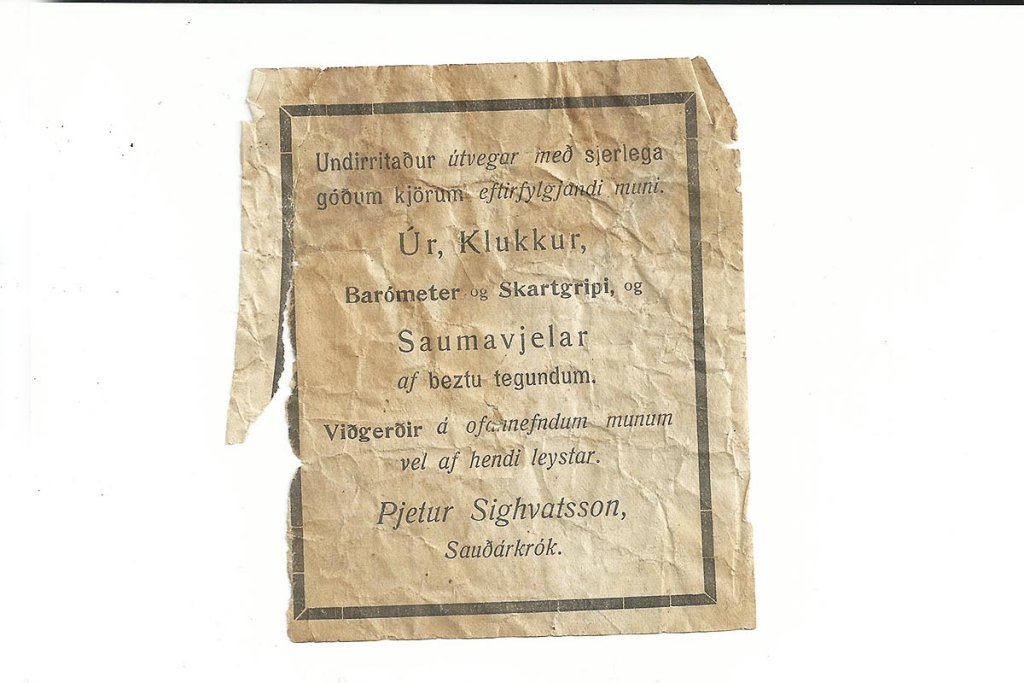 Undirritaður útvegar með sjerlega
góðum kjörum eftirfylgjandi muni.
Úr, Klukkur,
Barómeter og Skartgripi, og
Saumavjelar
af beztu tegundum.
Viðgerðir á ofannefndum munum
vel af hendi leystar.
Pjetur Sighvatsson,
Sauðárkrók.